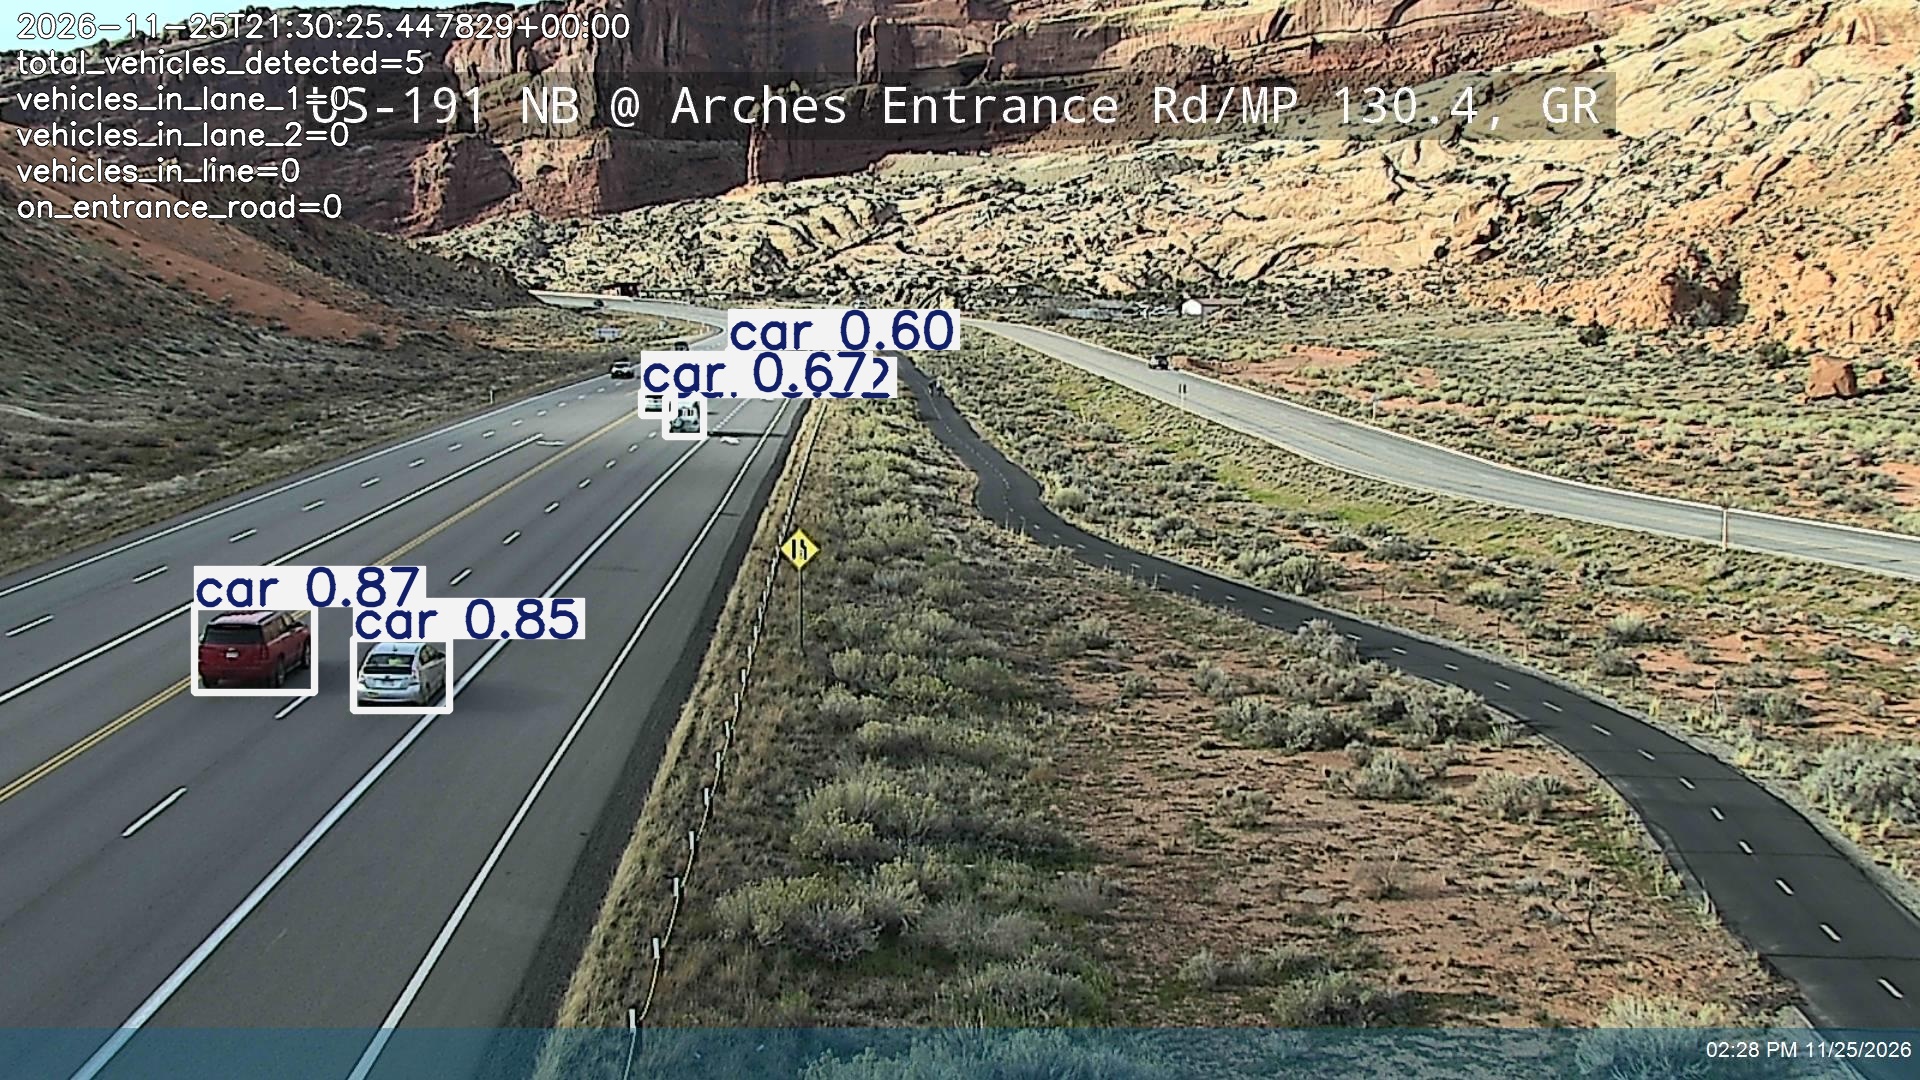 2026-11-25T21:30:25.447829+00:00
total_vehicles_detected=5
vehicles_in_lane_1=0
US-191 NB @ Arches Entrance Rd/MP 130.4, GR
vehicles_in_lane_2=0
vehicles_in_line=0
on_entrance_road=0
car 0.60
car 0.67
car 0.87
car 0.85
02:28 PM 11/25/2026